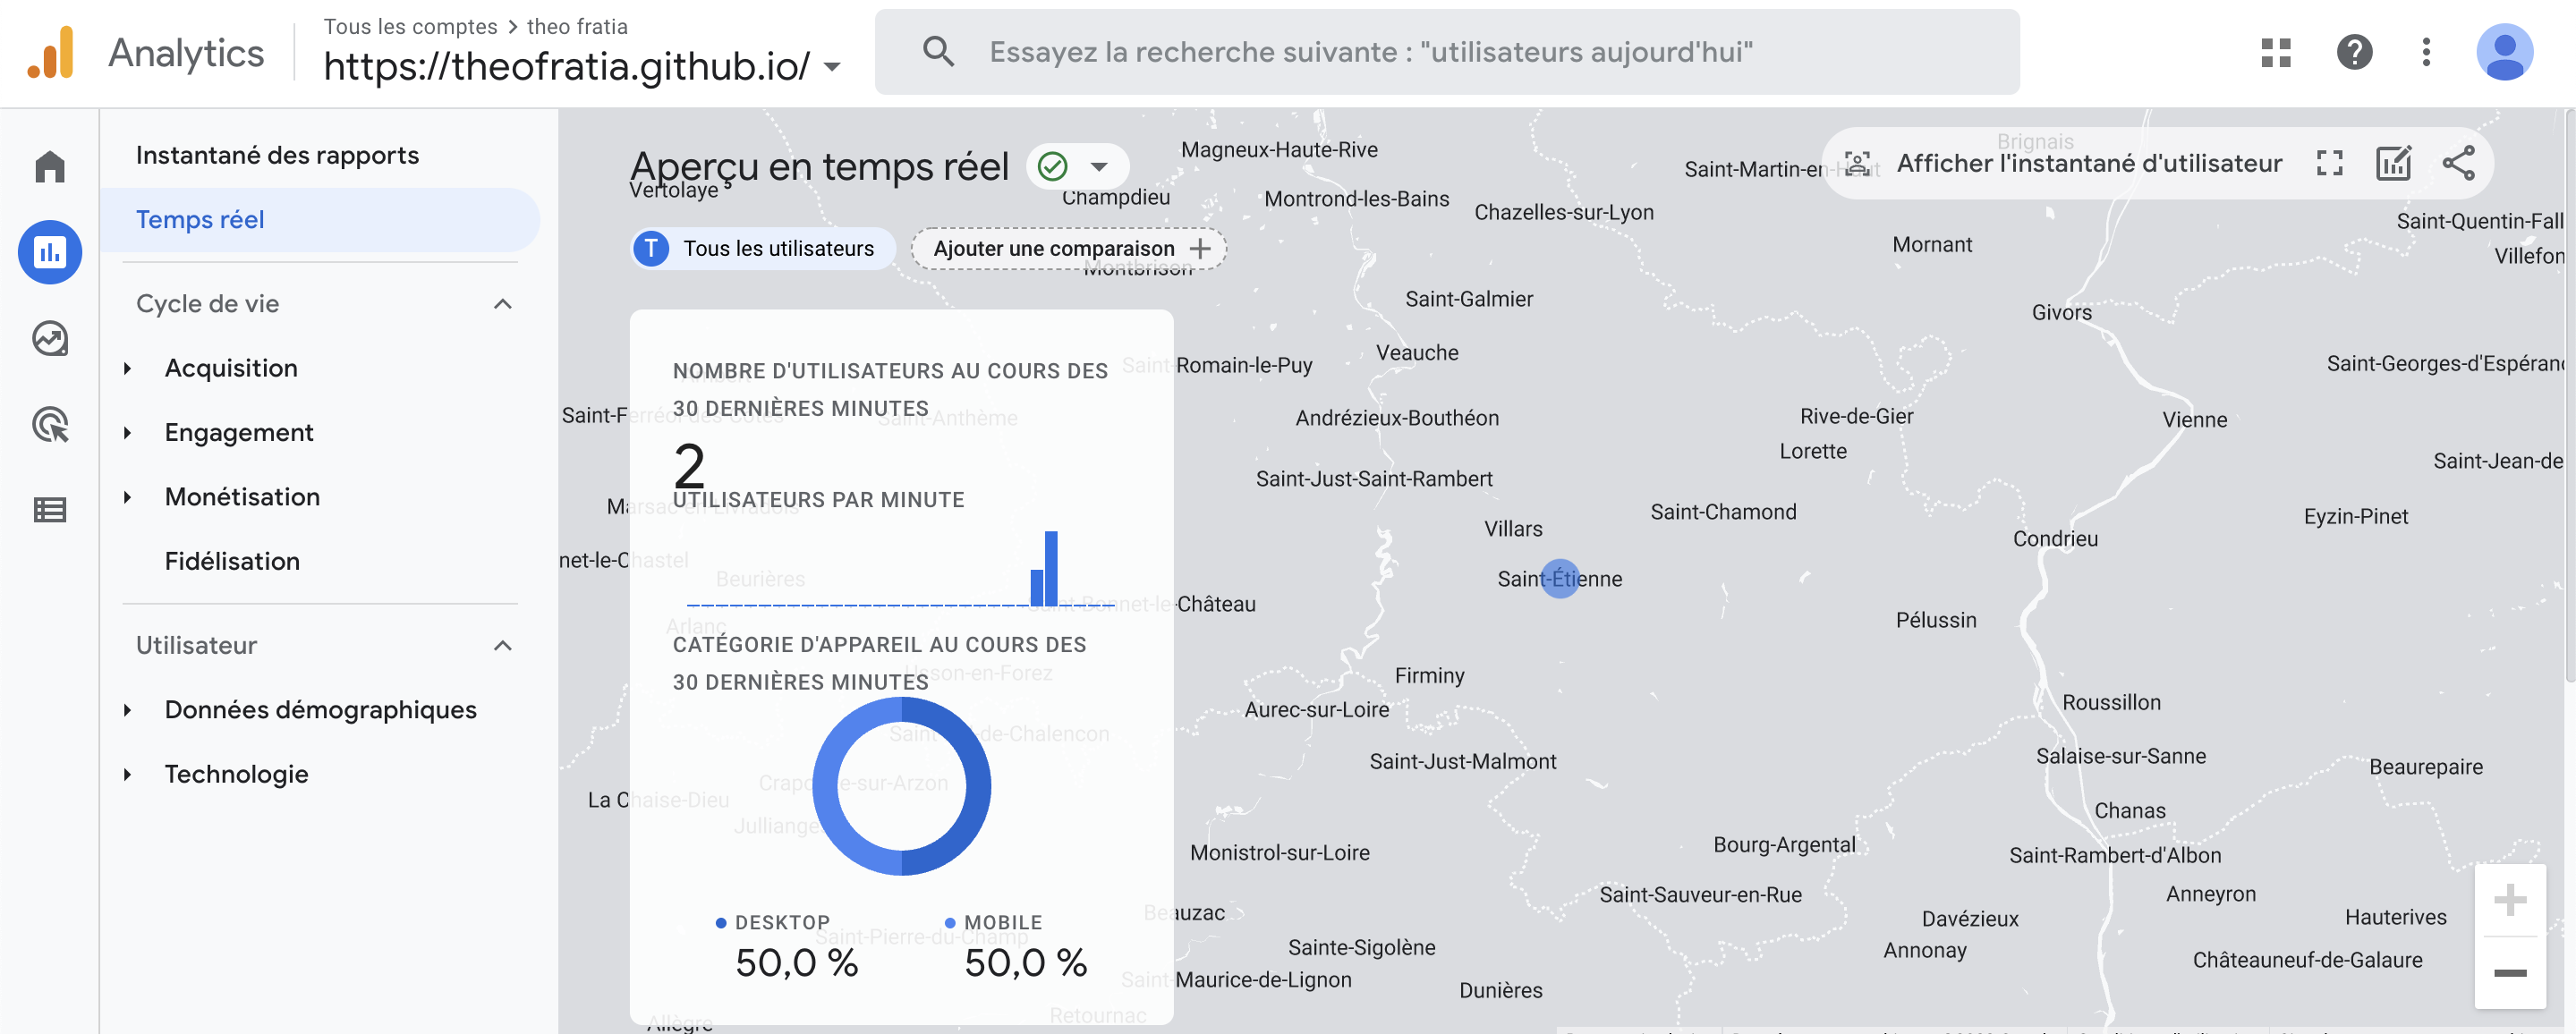 Tous les comptes > theo fratia
Analytics
https://theofratia.github.io/
Essayez la recherche suivante : "utilisateurs aujourd'hui"
Instantané des rapports
Temps réel
Cycle de vie
Acquisition
Engagement
Monétisation
Fidélisation
Utilisateur
Données démographiques
Technologie
Aperçu en temps réel
Afficher l'instantané d'utilisateur
T Tous les utilisateurs
Ajouter une comparaison
NOMBRE D'UTILISATEURS AU COURS DES
30 DERNIÈRES MINUTES
2
UTILISATEURS PAR MINUTE
CATÉGORIE D'APPAREIL AU COURS DES
30 DERNIÈRES MINUTES
DESKTOP
50,0 %
MOBILE
50,0 %
Brignais
Magneux-Haute-Rive
Saint-Martin-en-Haut
Vertolaye
Champdieu
Montrond-les-Bains
Chazelles-sur-Lyon
Saint-Quentin-Fall
Mornant
Villefon
Montbrison
Saint-Galmier
Givors
Veauche
Saint-Romain-le-Puy
Saint-Georges-d'Espéranc
Saint-Ferréol-des-Côtes
Saint-Anthème
Andrézieux-Bouthéon
Rive-de-Gier
Vienne
Lorette
Saint-Jean-de
Saint-Just-Saint-Rambert
Marsac-en-Livradois
Saint-Chamond
Eyzin-Pinet
Villars
Condrieu
net-le-Chastel
Beurières
Saint-Étienne
Saint-Bonnet-le-Château
Pélussin
Arlanc
Usson-en-Forez
Firminy
Roussillon
Aurec-sur-Loire
de-Chalencon
Saint-Just-Malmont
Salaise-sur-Sanne
Beaurepaire
La Chaise-Dieu
Chanas
Bourg-Argental
Monistrol-sur-Loire
Saint-Rambert-d'Albon
Saint-Sauveur-en-Rue
Anneyron
Beauzac
Davézieux
Hauterives
Saint-Pierre-du-Champ
Sainte-Sigolène
Annonay
Châteauneuf-de-Galaure
Saint-Maurice-de-Lignon
Dunières
Retournac
Allègre